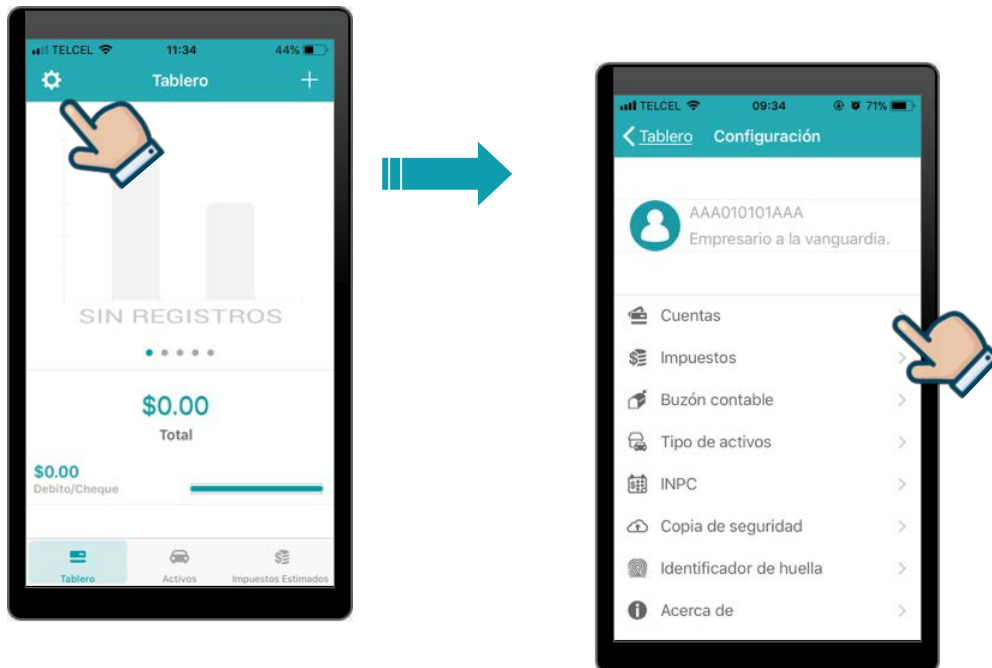 TELCEL 11:34 44%
Tablero
SIN REGISTROS
$0.00
Total
$0.00
Debito/Cheque
Tablero Activos Impuestos Estimados
TELCEL 09:34 71%
Tablero Configuración
AAA010101AAA
Empresario a la vanguardia.
Cuentas
Impuestos
Buzón contable
Tipo de activos
INPC
Copia de seguridad
Identificador de huella
Acerca de